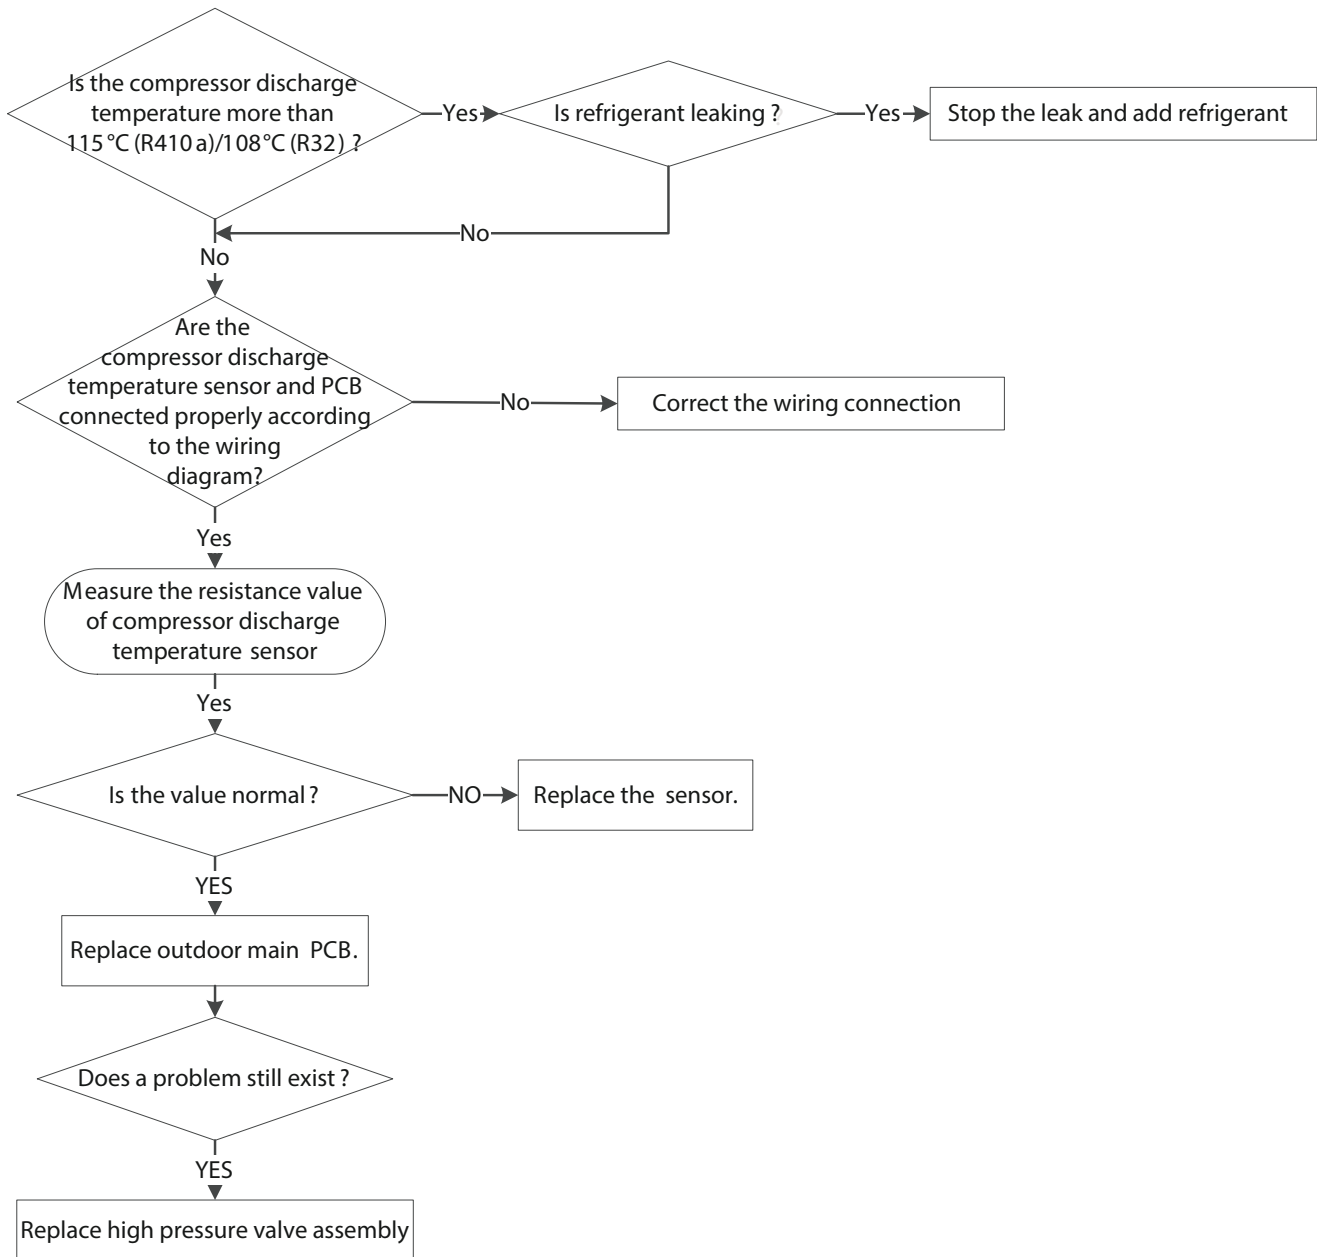 Is the compressor discharge
temperature more than
115°C (R410a)/108°C (R32) ?
Yes
Is refrigerant leaking ?
Yes
Stop the leak and add refrigerant
No
No
Are the
compressor discharge
temperature sensor and PCB
connected properly according
to the wiring
diagram?
No
Correct the wiring connection
Yes
Measure the resistance value
of compressor discharge
temperature sensor
Yes
Is the value normal ?
NO
Replace the sensor.
YES
Replace outdoor main PCB.
Does a problem still exist ?
YES
Replace high pressure valve assembly